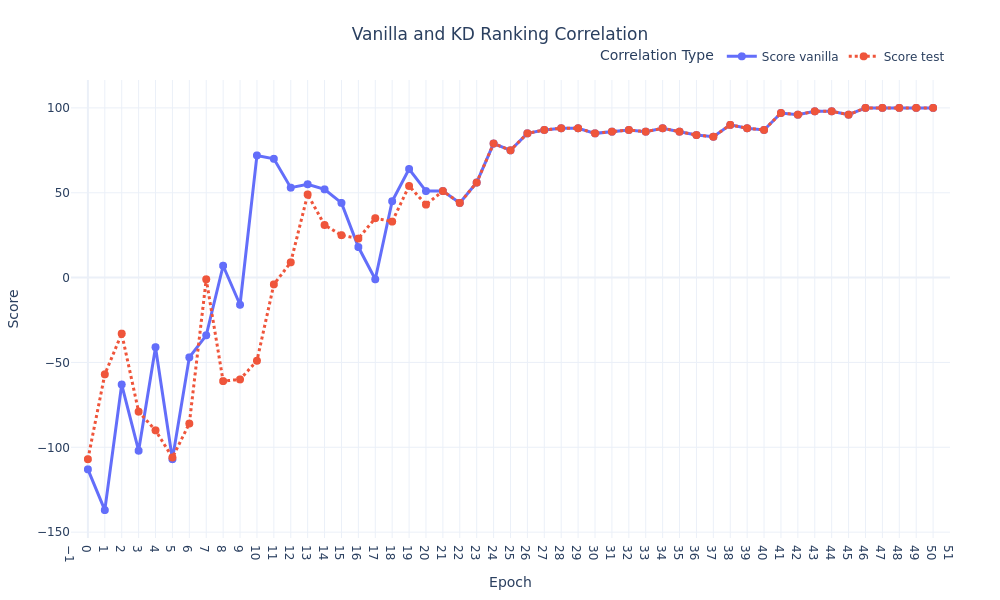 Vanilla and KD Ranking Correlation
Correlation Type Score vanilla Score test
100
50
0
−50
−100
−150
Score
−1 0 1 2 3 4 5 6 7 8 9 10 11 12 13 14 15 16 17 18 19 20 21 22 23 24 25 26 27 28 29 30 31 32 33 34 35 36 37 38 39 40 41 42 43 44 45 46 47 48 49 50 51
Epoch